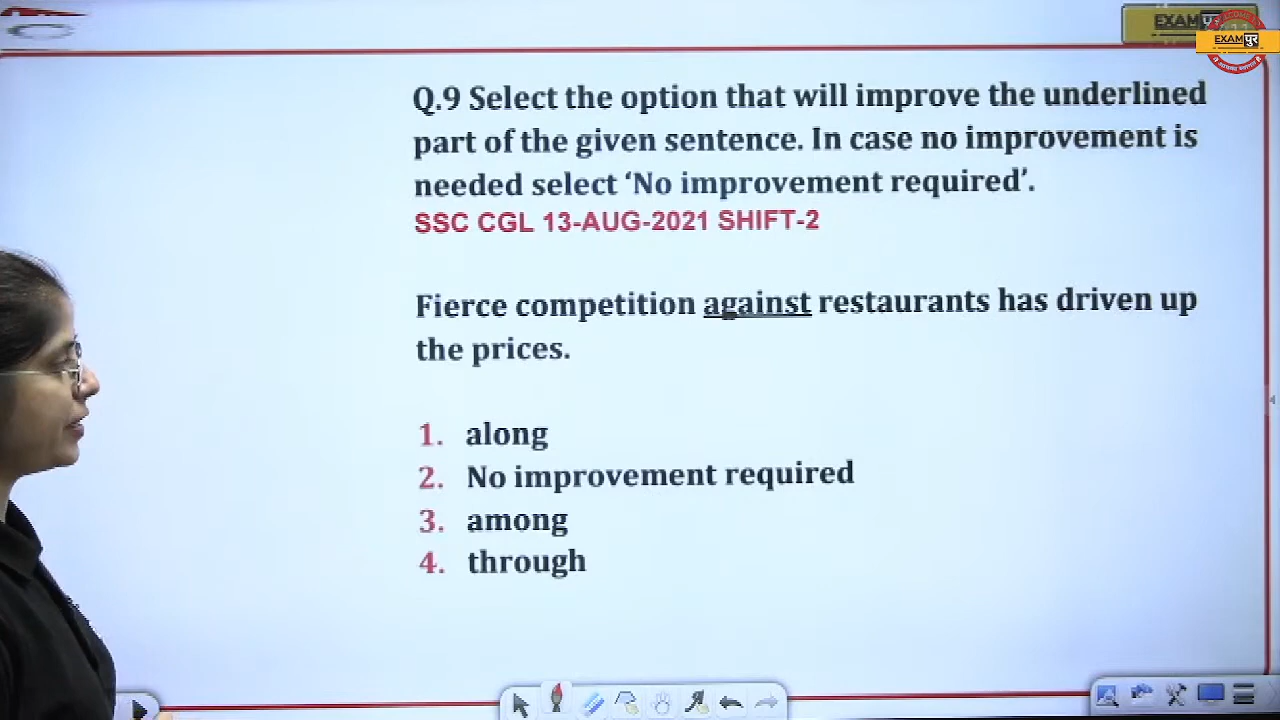 EXAMपुर
EXAMपुर
Q.9 Select the option that will improve the underlined
part of the given sentence. In case no improvement is
needed select ‘No improvement required’.
SSC CGL 13-AUG-2021 SHIFT-2
Fierce competition against restaurants has driven up
the prices.
1. along
2. No improvement required
3. among
4. through